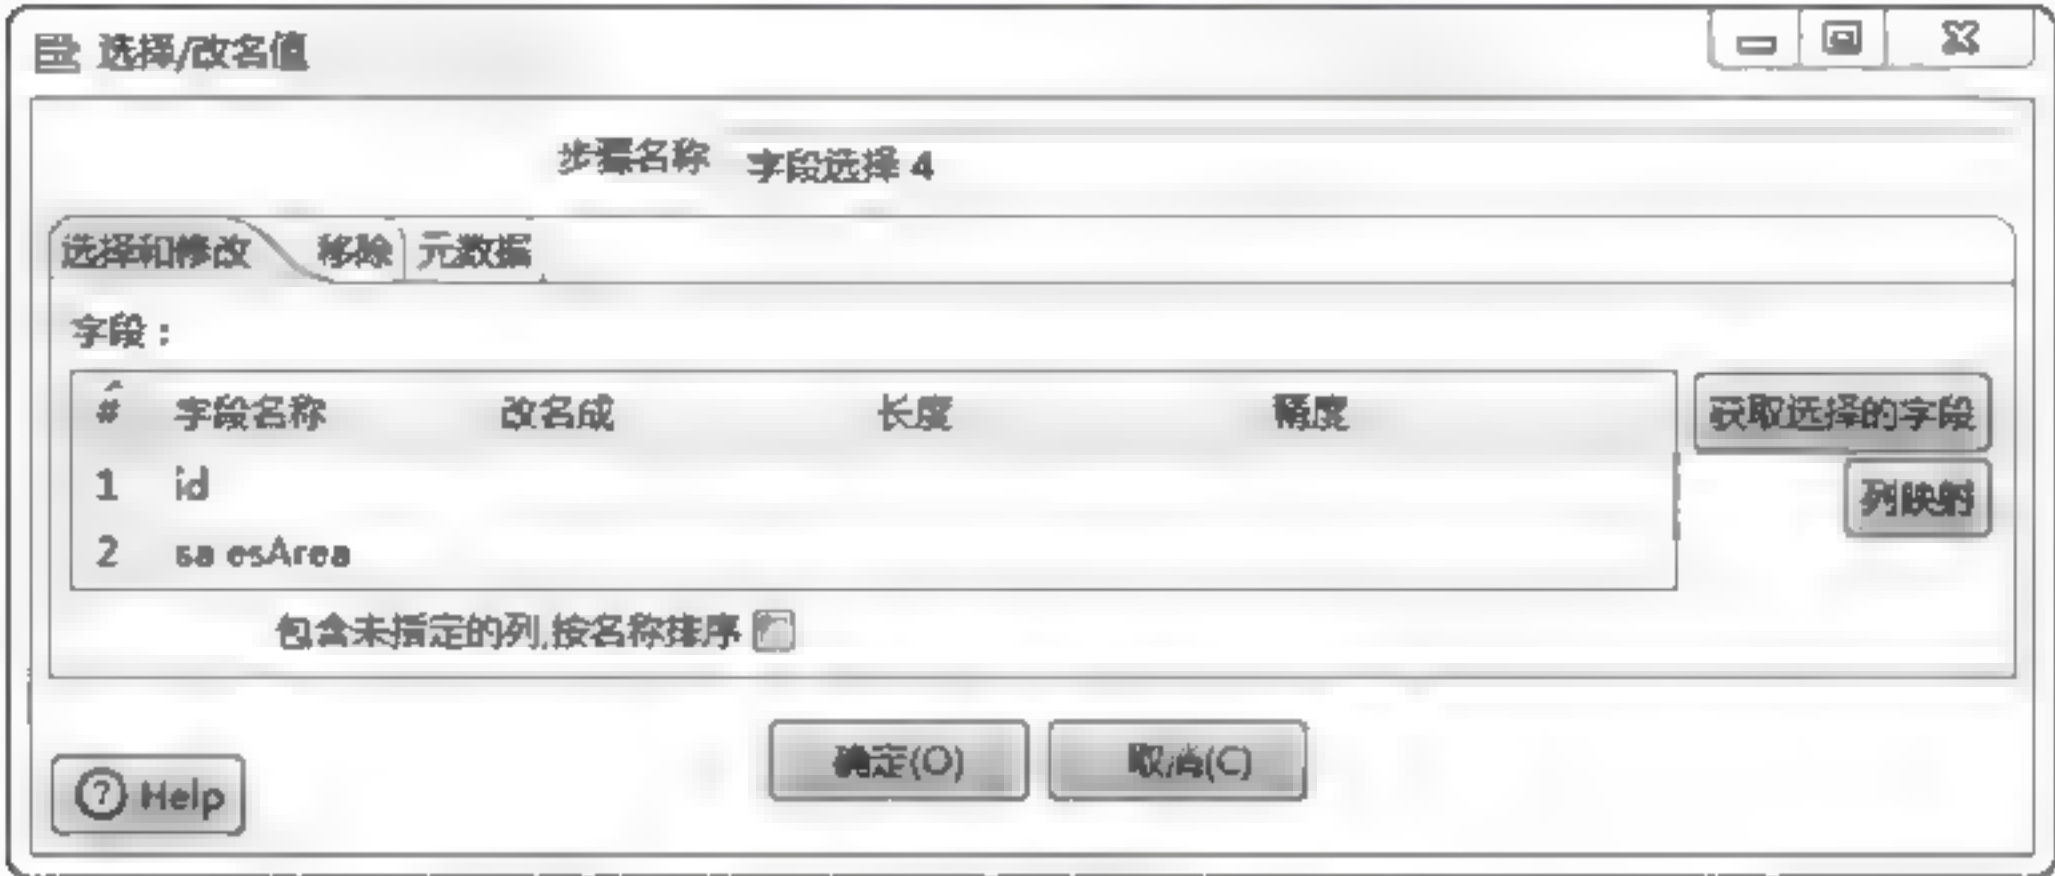 选择/改名值
步骤名称 字段选择 4
选择和修改 移除 元数据
字段：
# 字段名称 改名成 长度 精度 获取选择的字段
1 id
列映射
2 sa esArea
包含未指定的列,按名称排序
确定(O) 取消(C)
Help